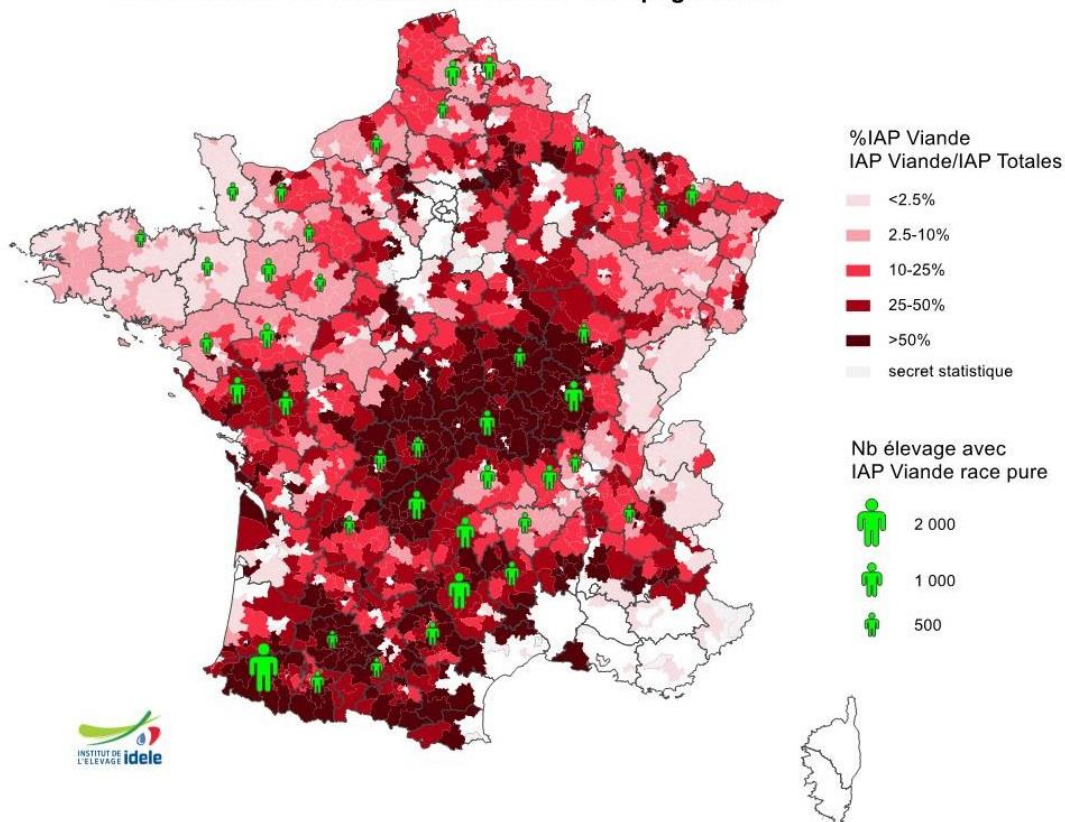 %IAP Viande
IAP Viande/IAP Totales
<2.5%
2.5-10%
10-25%
25-50%
>50%
secret statistique
Nb élevage avec
IAP Viande race pure
2 000
1 000
500
INSTITUT DE
L'ELEVAGE idele